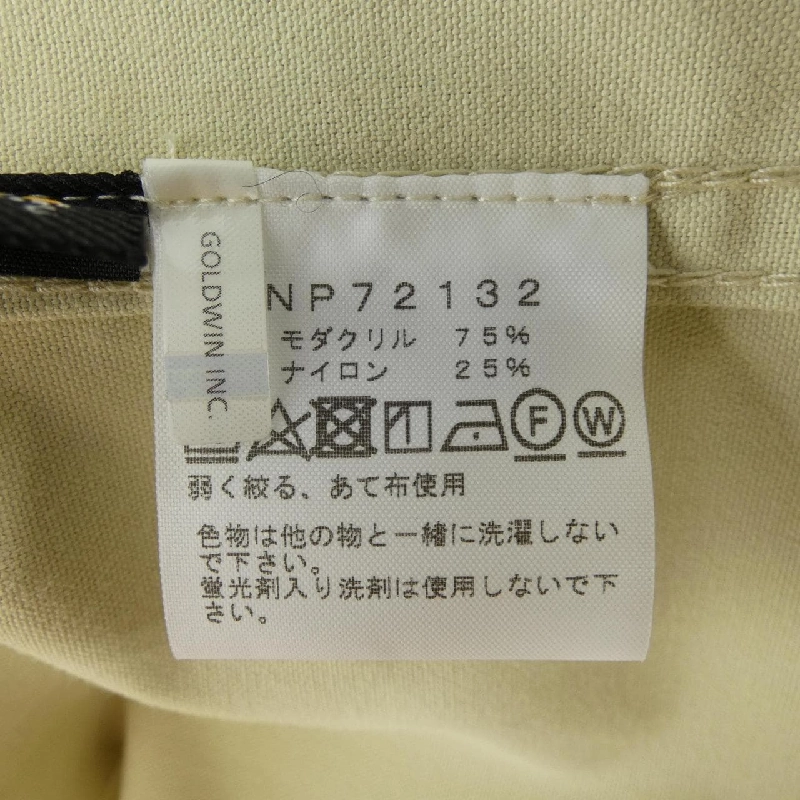 GOLDWIN INC.
NP72132
モダクリル 75%
ナイロン 25%
F W
弱く絞る、あて布使用
色物は他の物と一緒に洗濯しない
で下さい。
蛍光剤入り洗剤は使用しないで下
さい。